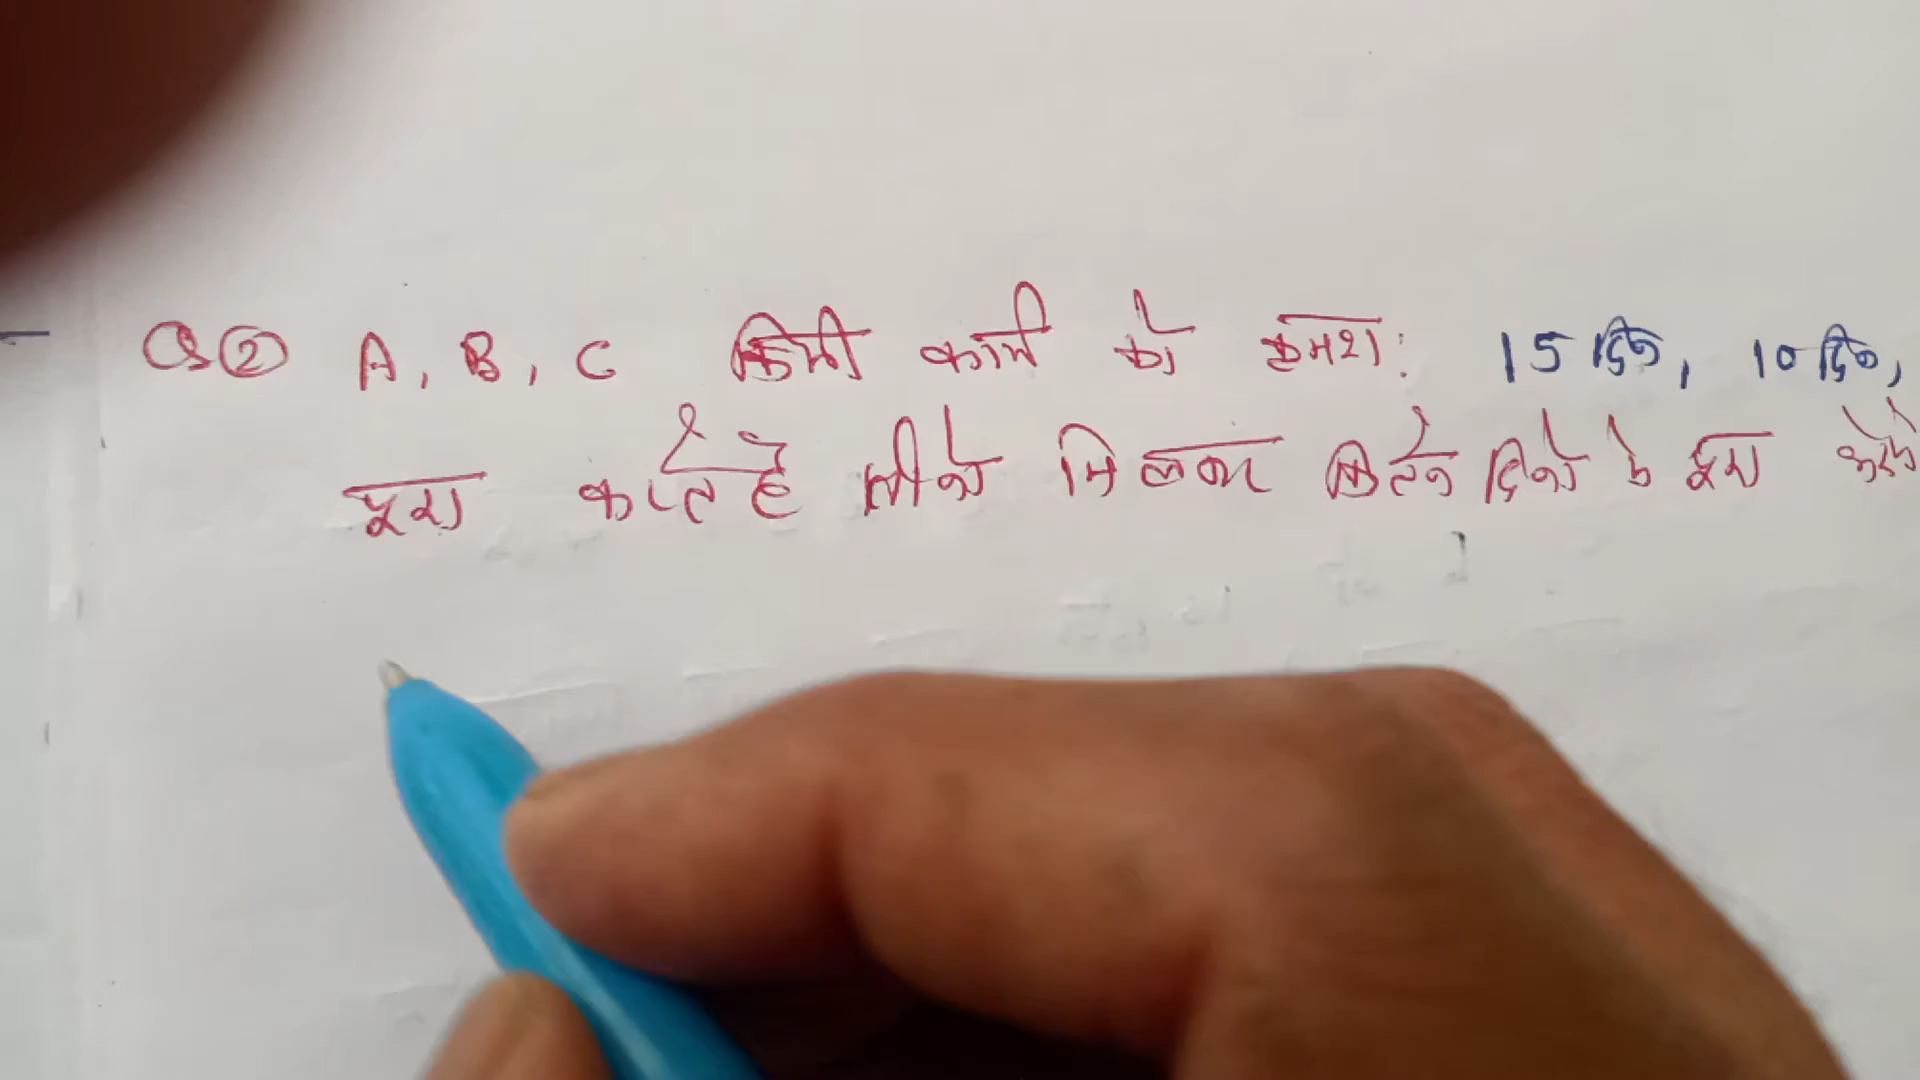 Q② A, B, C किसी कार्य को क्रमश: 15 दिन, 10 दिन,
पूरा करते है तीनो मिलकर कितने दिनो मे पूरा करेगे